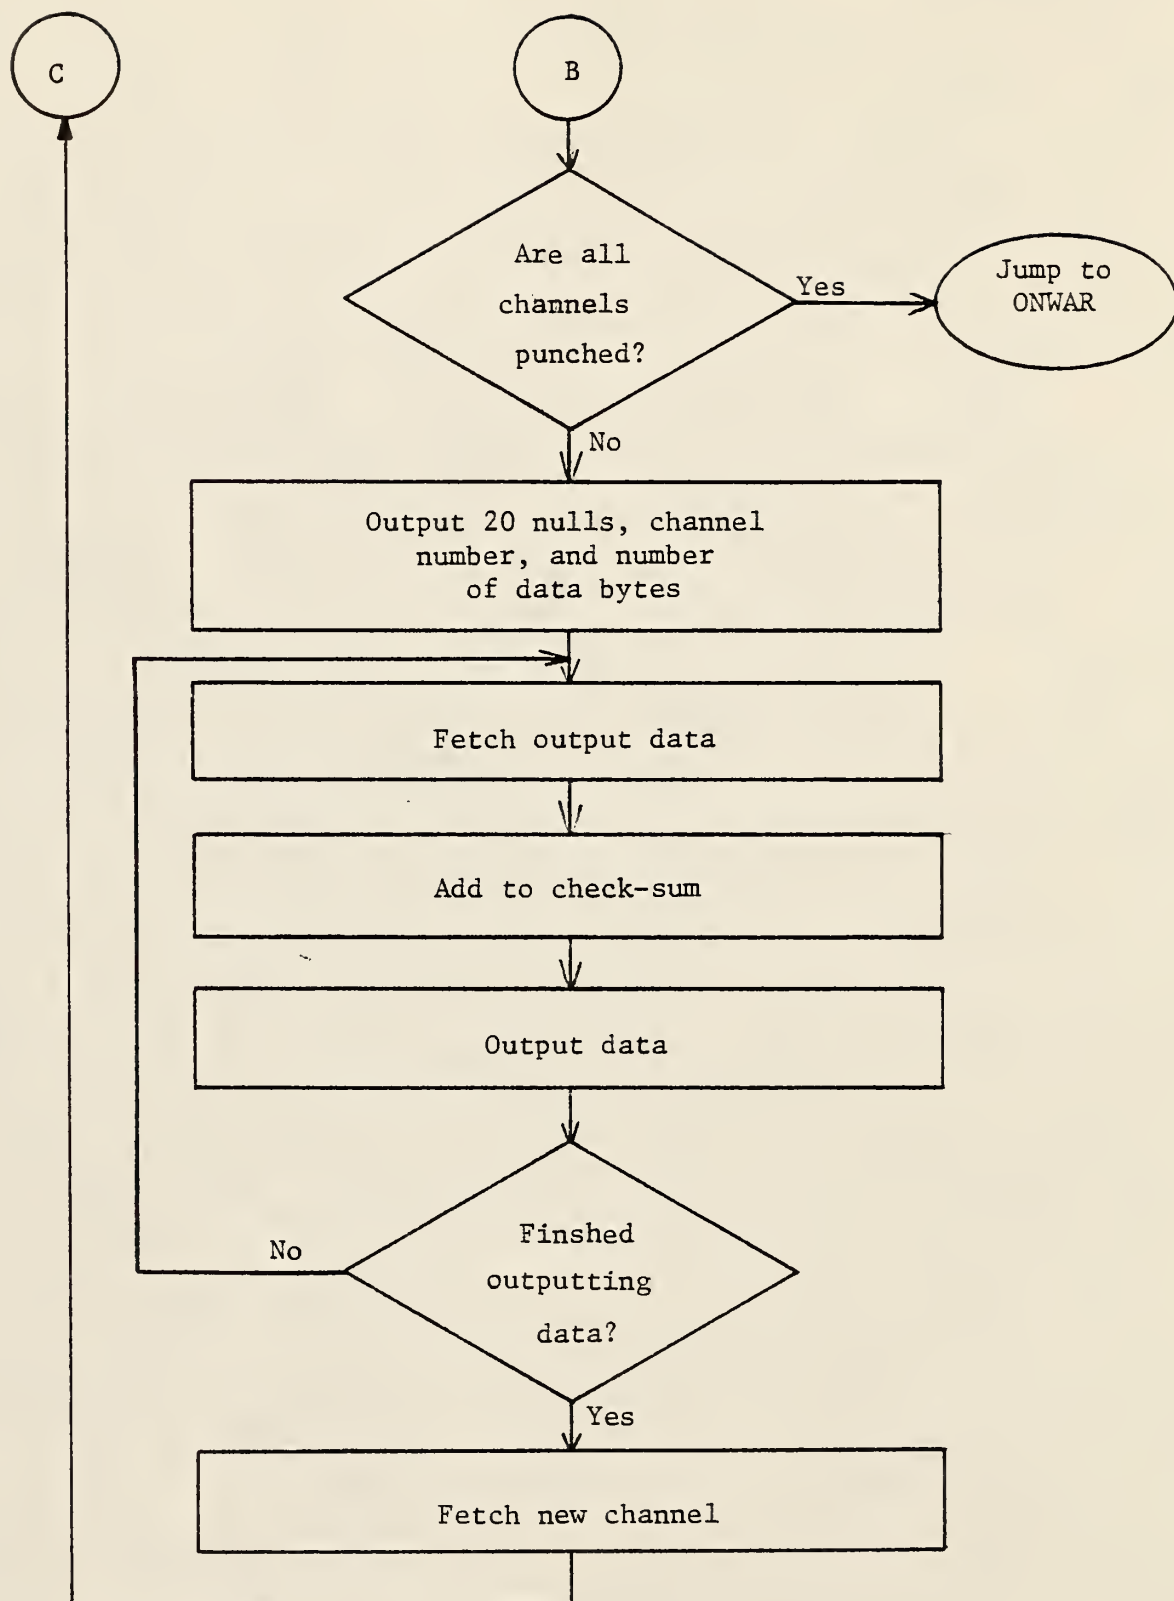 C
B
Are all
channels
punched?
Yes
Jump to
ONWAR
No
Output 20 nulls, channel
number, and number
of data bytes
Fetch output data
Add to check-sum
Output data
Finshed
outputting
data?
No
Yes
Fetch new channel